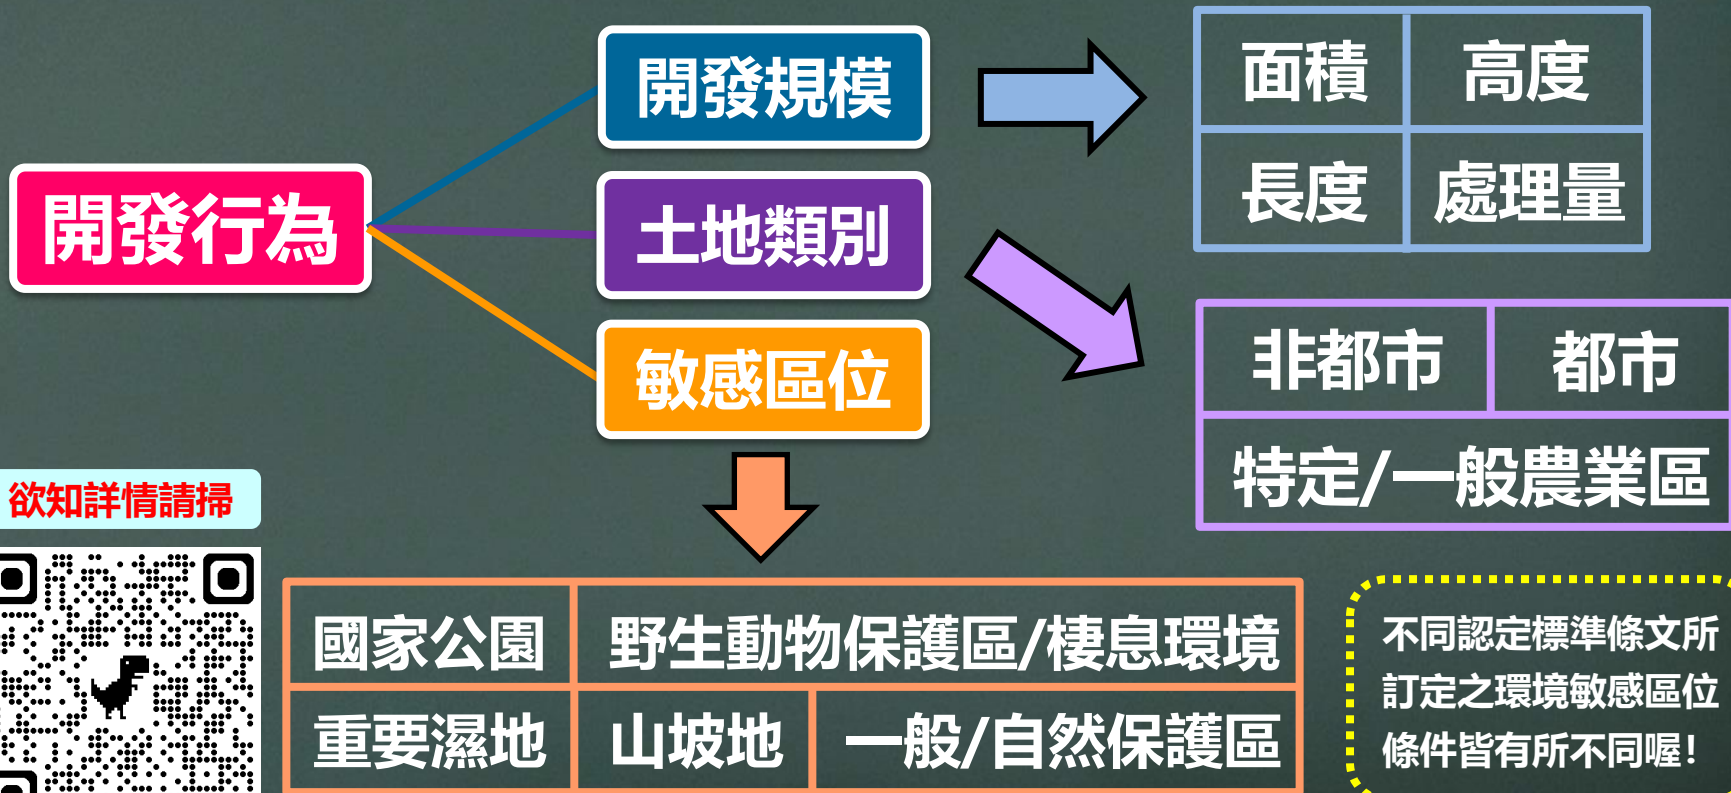 開發行為
開發規模
土地類別
敏感區位
面積 高度
長度 處理量
非都市 都市
特定/一般農業區
欲知詳情請掃
國家公園 野生動物保護區/棲息環境
重要濕地 山坡地 一般/自然保護區
不同認定標準條文所
訂定之環境敏感區位
條件皆有所不同喔！